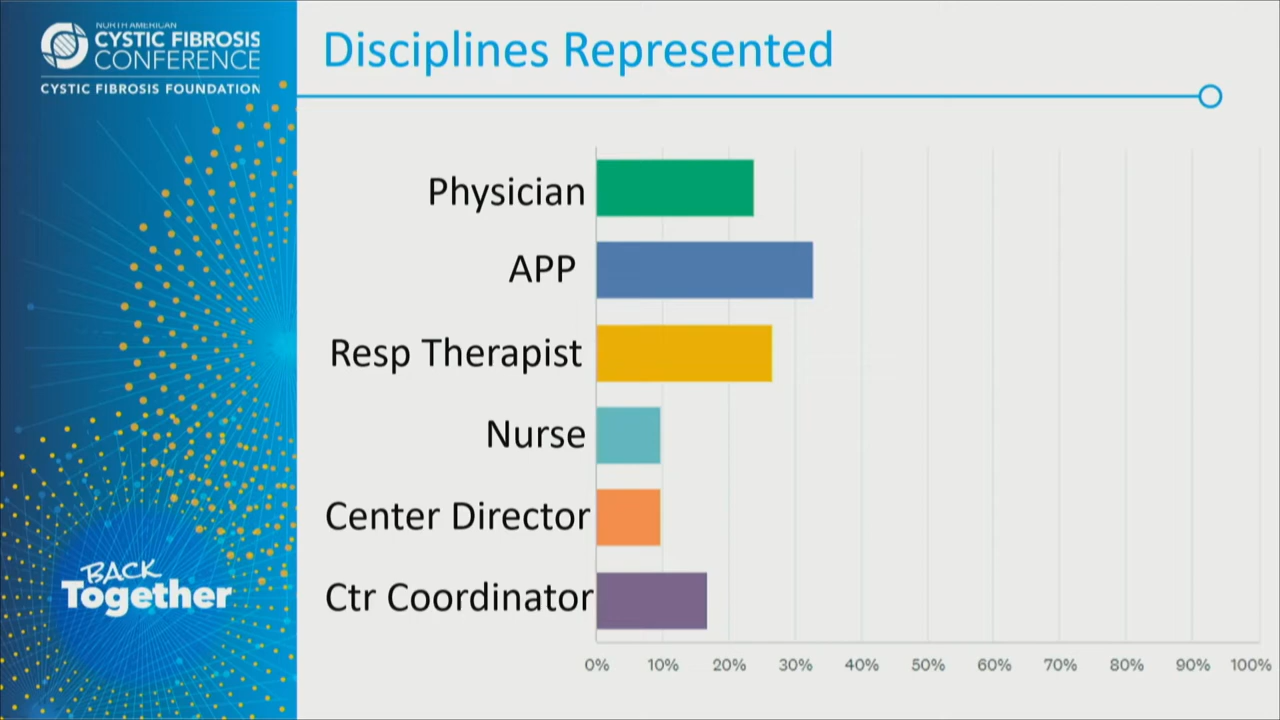 NORTH AMERICAN
CYSTIC FIBROSIS
CONFERENCE
CYSTIC FIBROSIS FOUNDATION
Disciplines Represented
Physician
APP
Resp Therapist
Nurse
Center Director
Ctr Coordinator
0% 10% 20% 30% 40% 50% 60% 70% 80% 90% 100%
BACK
Together